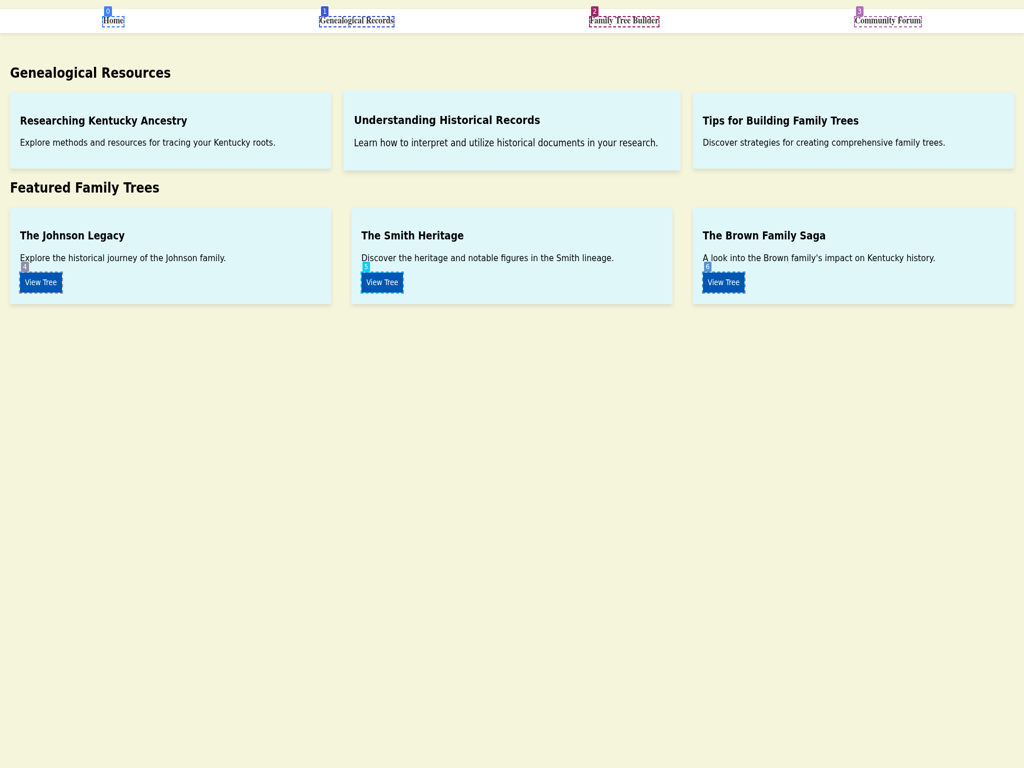 0
1
2
3
Home
Genealogical Records
Family Tree Builder
Community Forum
Genealogical Resources
Researching Kentucky Ancestry
Explore methods and resources for tracing your Kentucky roots.
Understanding Historical Records
Learn how to interpret and utilize historical documents in your research.
Tips for Building Family Trees
Discover strategies for creating comprehensive family trees.
Featured Family Trees
The Johnson Legacy
Explore the historical journey of the Johnson family.
4
View Tree
The Smith Heritage
Discover the heritage and notable figures in the Smith lineage.
5
View Tree
The Brown Family Saga
A look into the Brown family's impact on Kentucky history.
6
View Tree